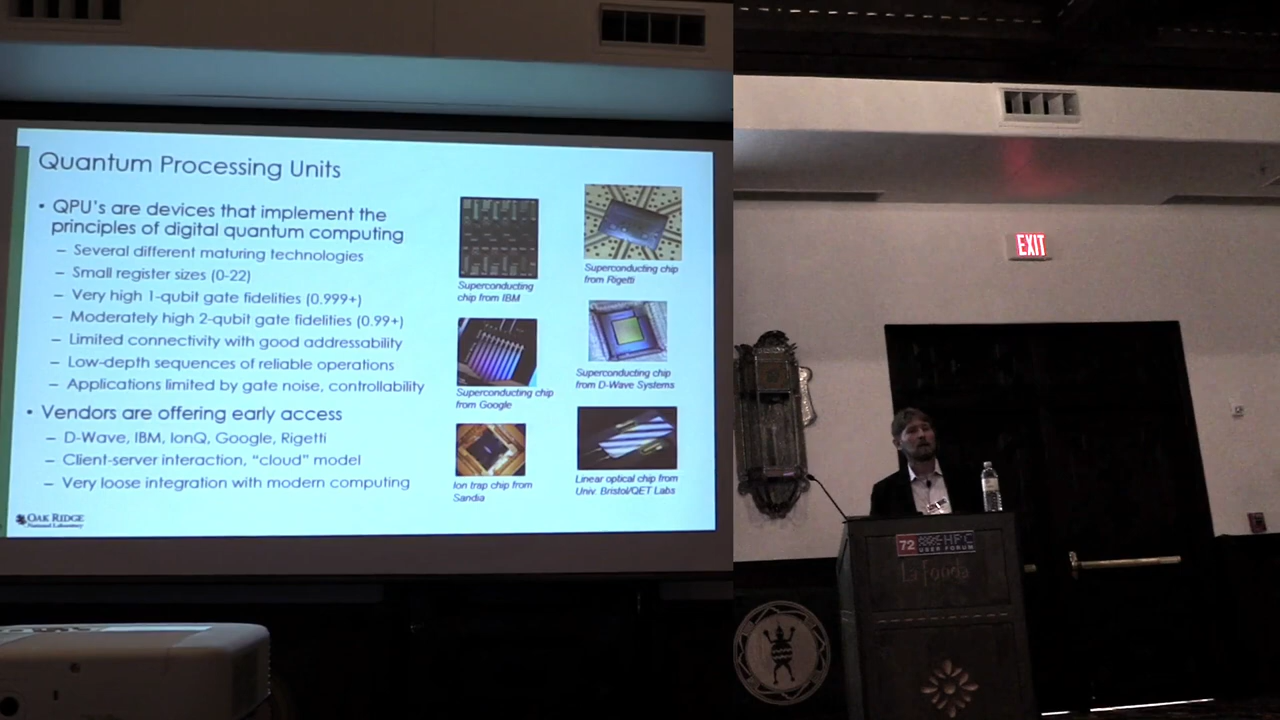 Quantum Processing Units
• QPU's are devices that implement the
principles of digital quantum computing
– Several different maturing technologies
– Small register sizes (0-22)
– Very high 1-qubit gate fidelities (0.999+)
– Moderately high 2-qubit gate fidelities (0.99+)
– Limited connectivity with good addressability
– Low-depth sequences of reliable operations
– Applications limited by gate noise, controllability
• Vendors are offering early access
– D-Wave, IBM, IonQ, Google, Rigetti
– Client-server interaction, "cloud" model
– Very loose integration with modern computing
Superconducting
chip from IBM
Superconducting chip
from Rigetti
Superconducting chip
from Google
Superconducting chip
from D-Wave Systems
Ion trap chip from
Sandia
Linear optical chip from
Univ. Bristol/QET Labs
OAK RIDGE
National Laboratory
EXIT
72
HPC
USER FORUM
La Fonda